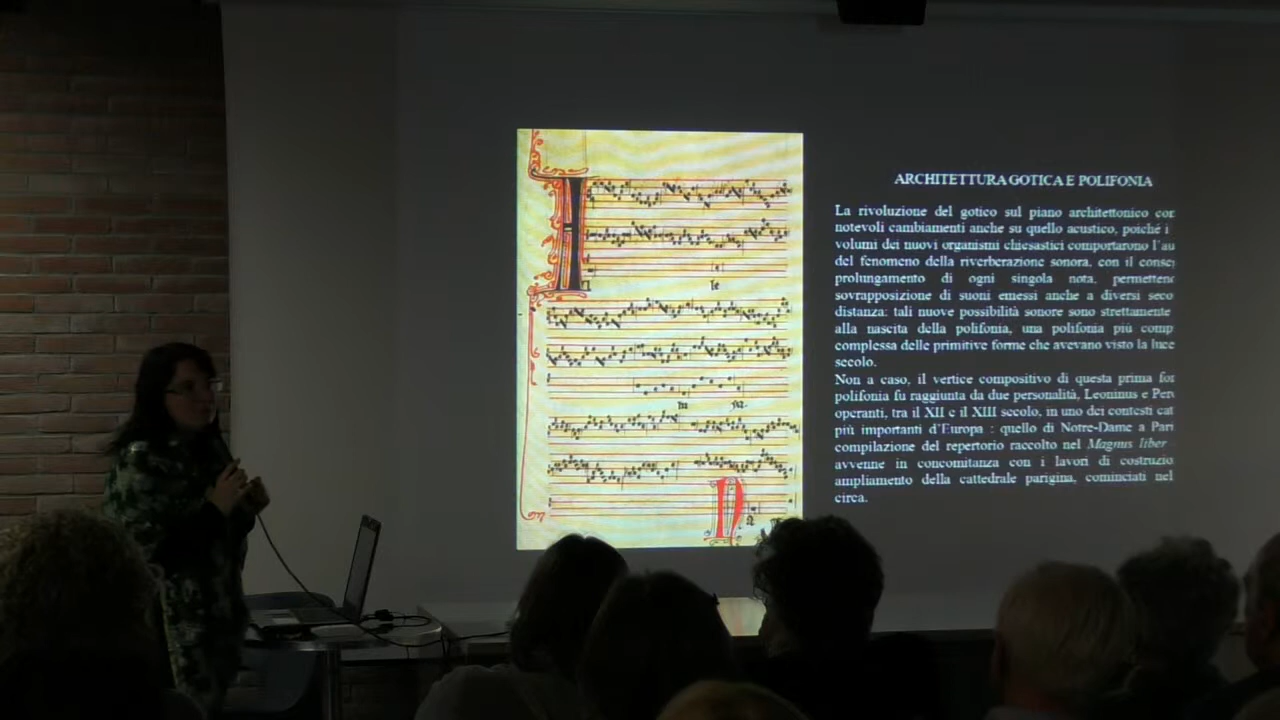 ARCHITETTURA GOTICA E POLIFONIA
La rivoluzione del gotico sul piano architettonico
notevoli cambiamenti anche su quello acustico, poiché i
volumi dei nuovi organismi chiesastici comportarono
del fenomeno della riverberazione sonora, con il
prolungamento di ogni singola nota,
sovrapposizione di suoni emessi anche a diversi
distanza: tali nuove possibilità sonore sono strettamente
alla nascita della polifonia, una polifonia più
complessa delle primitive forme che avevano visto la luce
secolo.
Non a caso, il vertice compositivo di questa prima
polifonia fu raggiunta da due personalità, Leoninus e
operanti, tra il XII e il XIII secolo, in uno dei contesti
più importanti d'Europa : quello di Notre-Dame a
compilazione del repertorio raccolto nel Magnus liber
avvenne in concomitanza con i lavori di
ampliamento della cattedrale parigina, cominciati nel
circa.